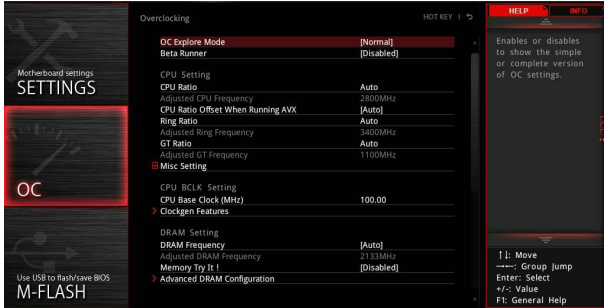 Overclocking
HOT KEY |
HELP
INFO
Motherboard settings
SETTINGS
OC
Use USB to flash/save BIOS
M-FLASH
OC Explore Mode [Normal]
Beta Runner [Disabled]
CPU Setting
CPU Ratio Auto
Adjusted CPU Frequency 2800MHz
CPU Ratio Offset When Running AVX [Auto]
Ring Ratio Auto
Adjusted Ring Frequency 3400MHz
GT Ratio Auto
Adjusted GT Frequency 1100MHz
Misc Setting
CPU BCLK Setting
CPU Base Clock (MHz) 100.00
Clockgen Features
DRAM Setting
DRAM Frequency [Auto]
Adjusted DRAM Frequency 2133MHz
Memory Try It ! [Disabled]
Advanced DRAM Configuration
Enables or disables
to show the simple
or complete version
of OC settings.
↑↓: Move
→←: Group Jump
Enter: Select
+/-: Value
F1: General Help